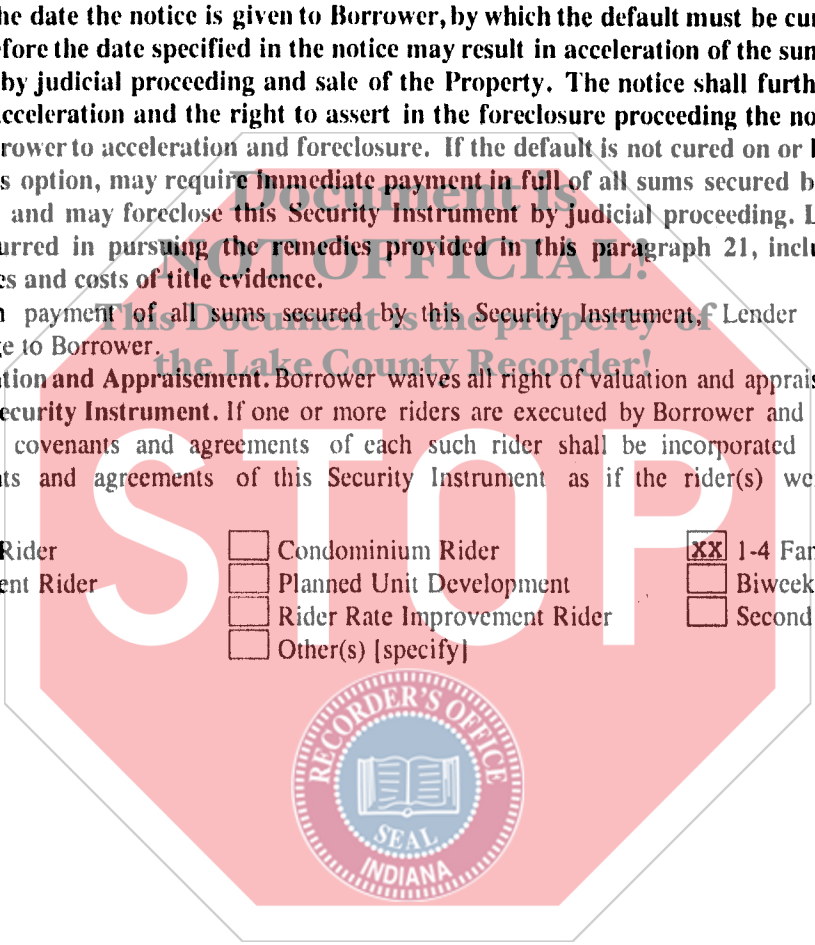 he date the notice is given to Borrower, by which the default must be cur
fore the date specified in the notice may result in acceleration of the sum
by judicial proceeding and sale of the Property. The notice shall furth
cceleration and the right to assert in the foreclosure proceeding the no
rower to acceleration and foreclosure. If the default is not cured on or
s option, may require immediate payment in full of all sums secured b
Document is
and may foreclose this Security Instrument by judicial proceeding. L
urred in pursuing the remedies provided in this paragraph 21, inclu
NOT OFFICIAL!
es and costs of title evidence.
payment of all sums secured by this Security Instrument, Lender
This Document is the property of
e to Borrower.
the Lake County Recorder!
tion and Appraisement. Borrower waives all right of valuation and apprais
ecurity Instrument. If one or more riders are executed by Borrower and
covenants and agreements of each such rider shall be incorporated
ts and agreements of this Security Instrument as if the rider(s) we
STOP
Rider Condominium Rider XX 1-4 Fam
ent Rider Planned Unit Development Biweek
Rider Rate Improvement Rider Second
Other(s) [specify]
RECORDER'S OFFICE
SEAL
INDIANA